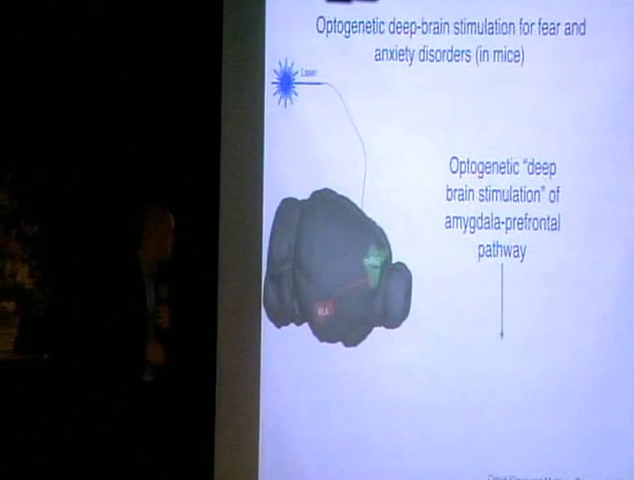 Optogenetic deep-brain stimulation for fear and
anxiety disorders (in mice)
Laser
Optogenetic “deep
brain stimulation” of
amygdala-prefrontal
pathway
BLA